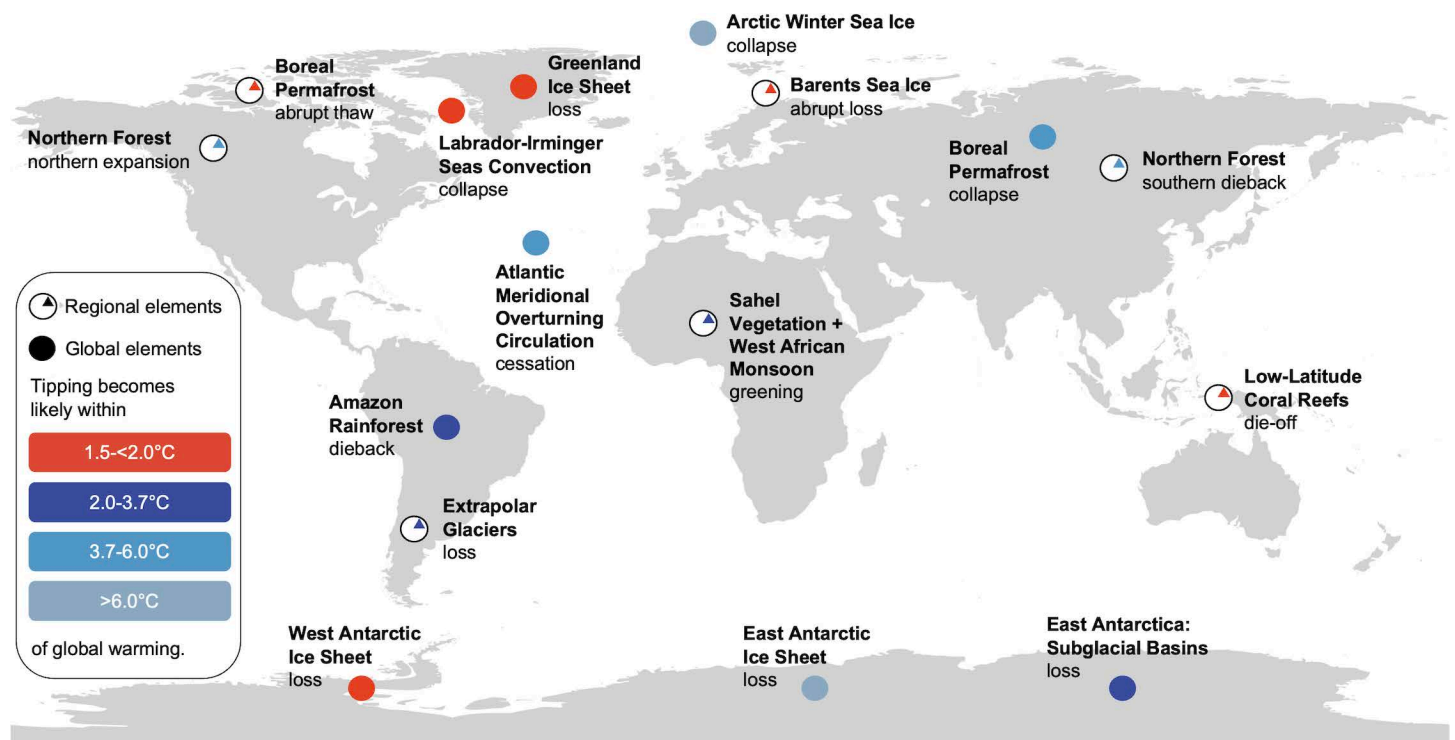 Arctic Winter Sea Ice
collapse
Boreal
Permafrost
abrupt thaw
Greenland
Ice Sheet
loss
Barents Sea Ice
abrupt loss
Northern Forest
northern expansion
Labrador-Irminger
Seas Convection
collapse
Boreal
Permafrost
collapse
Northern Forest
southern dieback
Atlantic
Meridional
Overturning
Circulation
cessation
Sahel
Vegetation +
West African
Monsoon
greening
Low-Latitude
Coral Reefs
die-off
Amazon
Rainforest
dieback
Extrapolar
Glaciers
loss
West Antarctic
Ice Sheet
loss
East Antarctic
Ice Sheet
loss
East Antarctica:
Subglacial Basins
loss
Regional elements
Global elements
Tipping becomes
likely within
1.5-<2.0°C
2.0-3.7°C
3.7-6.0°C
>6.0°C
of global warming.